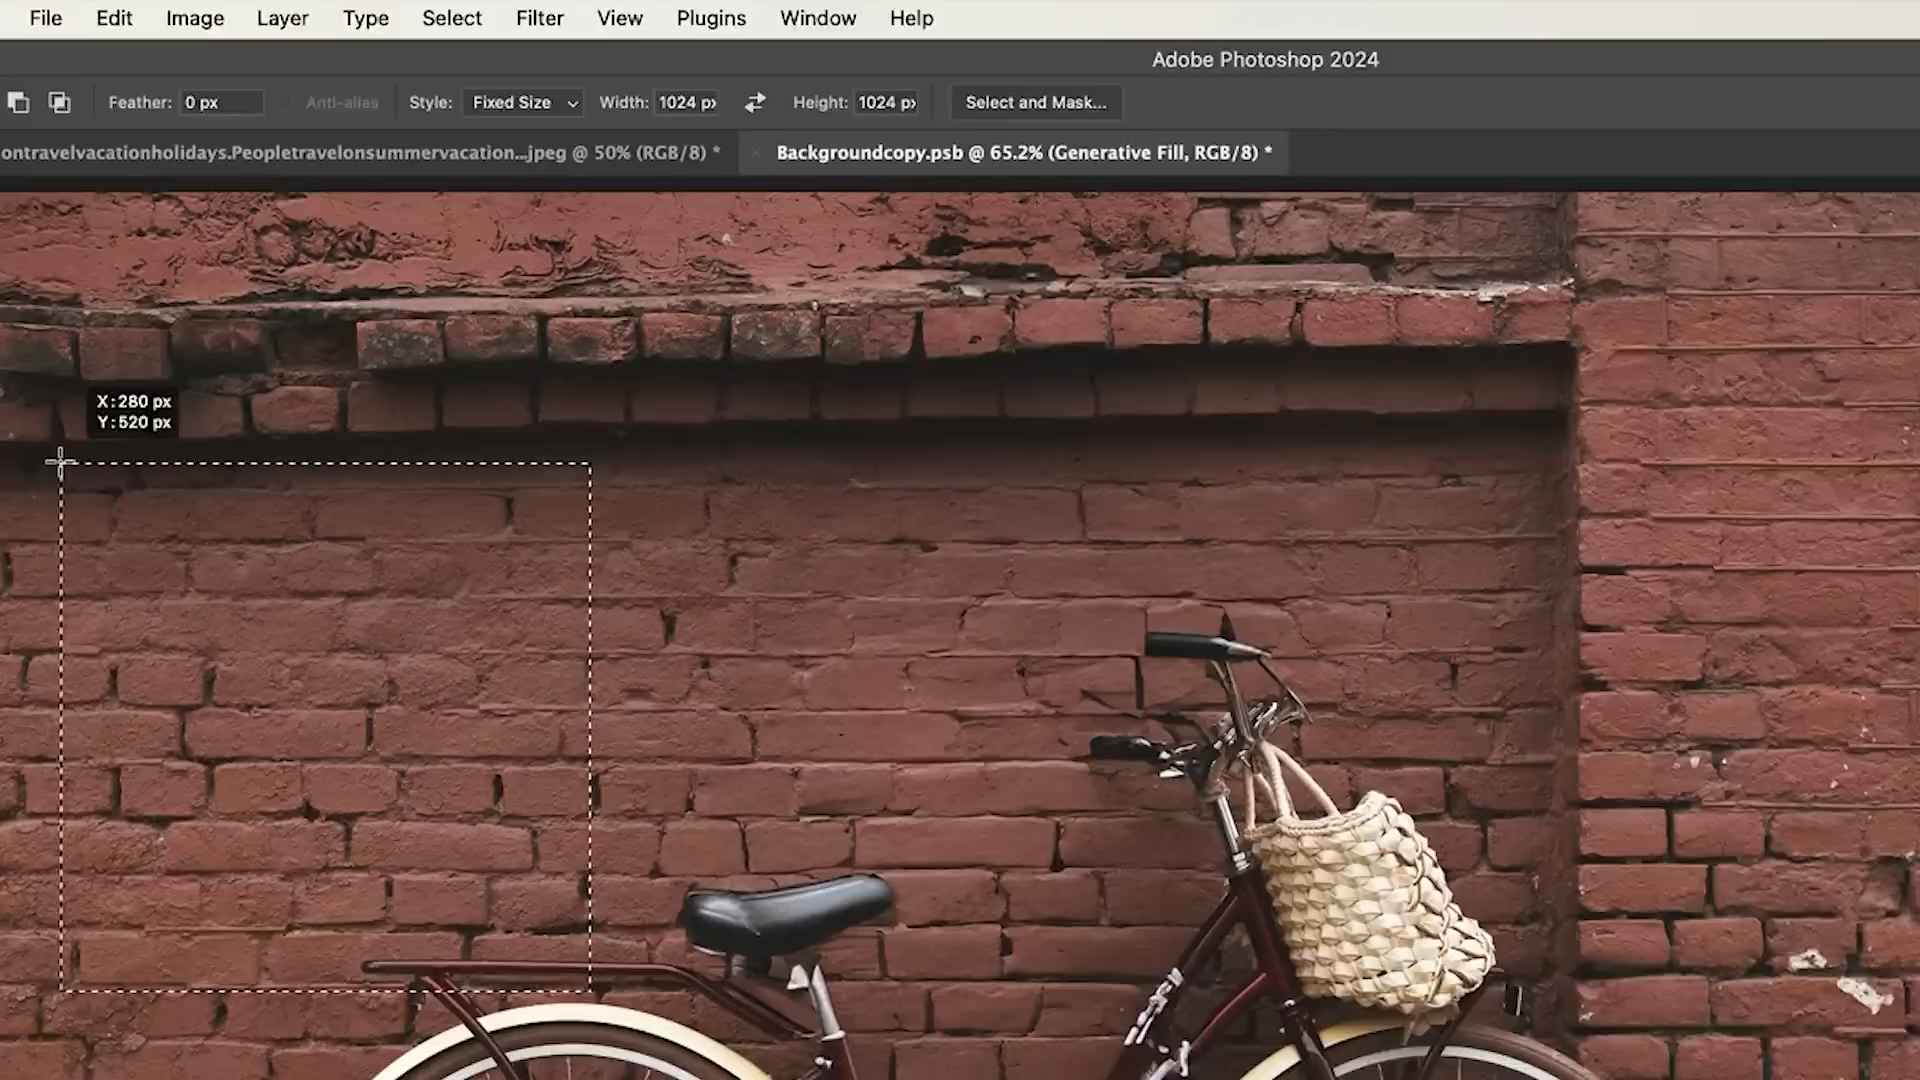 File Edit Image Layer Type Select Filter View Plugins Window Help
Adobe Photoshop 2024
Feather: 0 px Anti-alias Style: Fixed Size Width: 1024 px Height: 1024 px Select and Mask...
ontravelvacationholidays.Peopletravelonsummervacation...jpeg @ 50% (RGB/8) * Backgroundcopy.psb @ 65.2% (Generative Fill, RGB/8) *
X: 280 px
Y: 520 px